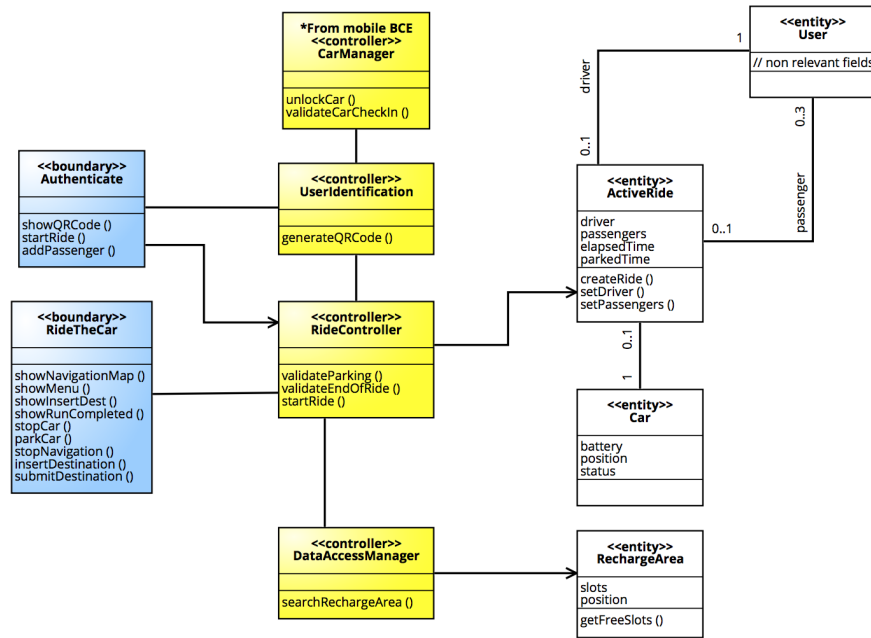 *From mobile BCE
<<controller>>
CarManager
unlockCar ()
validateCarCheckIn ()
<<entity>>
User
// non relevant fields
1
driver
0..1
0..3
passenger
0..1
<<boundary>>
Authenticate
showQRCode ()
startRide ()
addPassenger ()
<<controller>>
UserIdentification
generateQRCode ()
<<entity>>
ActiveRide
driver
passengers
elapsedTime
parkedTime
createRide ()
setDriver ()
setPassengers ()
<<boundary>>
RideTheCar
showNavigationMap ()
showMenu ()
showInsertDest ()
showRunCompleted ()
stopCar ()
parkCar ()
stopNavigation ()
insertDestination ()
submitDestination ()
<<controller>>
RideController
validateParking ()
validateEndOfRide ()
startRide ()
0..1
1
<<entity>>
Car
battery
position
status
<<controller>>
DataAccessManager
searchRechargeArea ()
<<entity>>
RechargeArea
slots
position
getFreeSlots ()